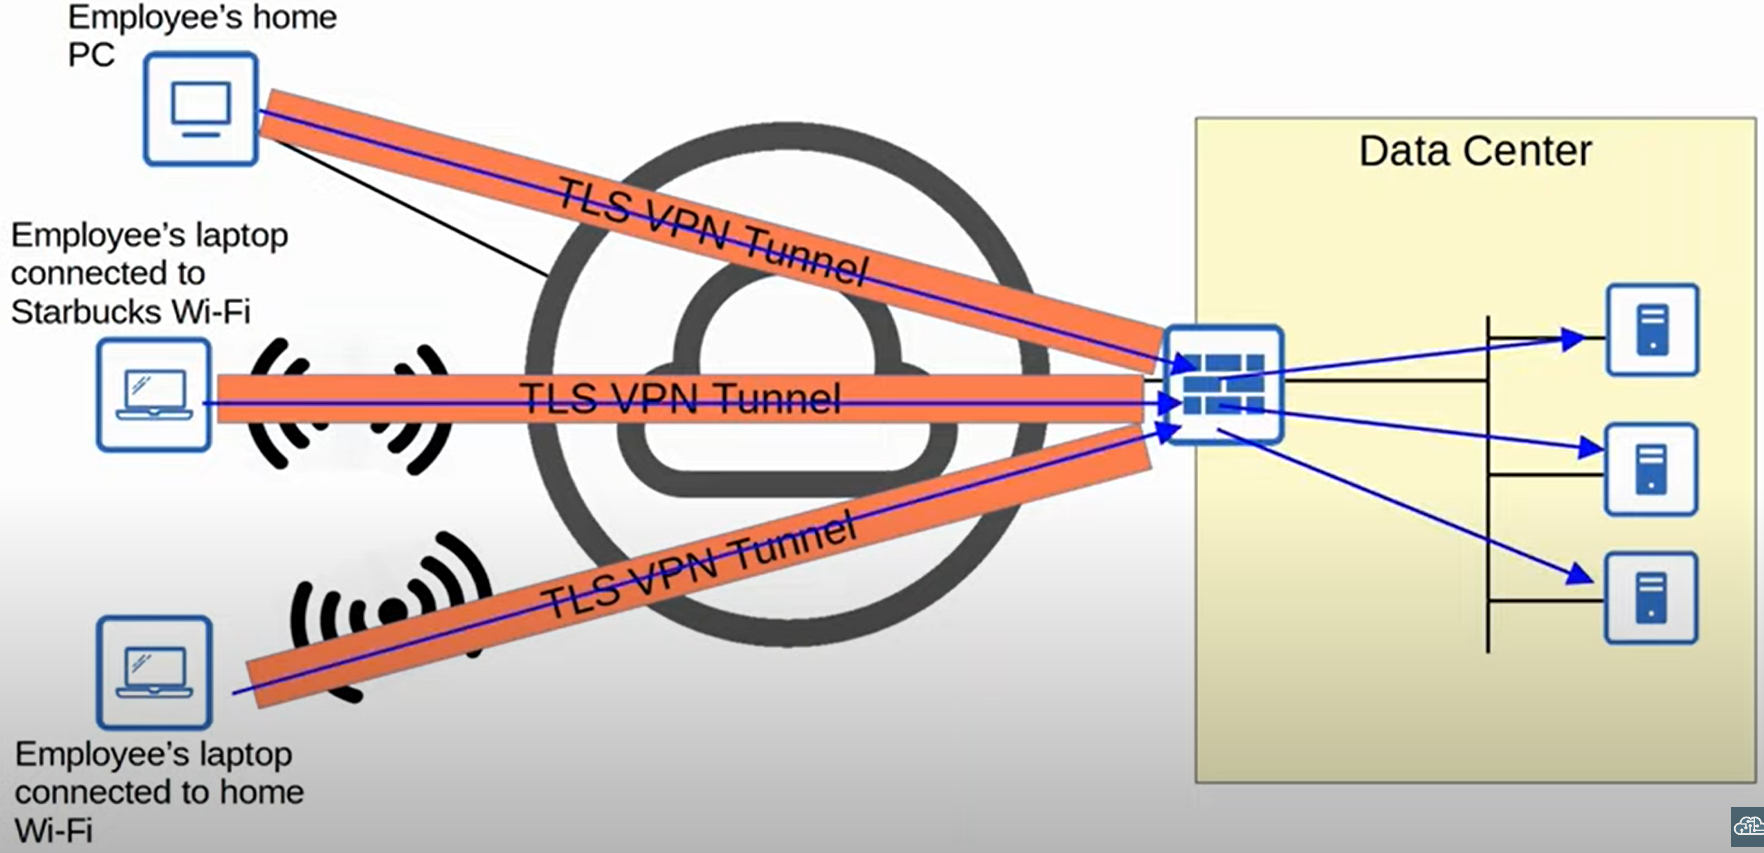 Employee's home
PC
TLS VPN Tunnel
Data Center
Employee's laptop
connected to
Starbucks Wi-Fi
TLS VPN Tunnel
TLS VPN Tunnel
Employee's laptop
connected to home
Wi-Fi